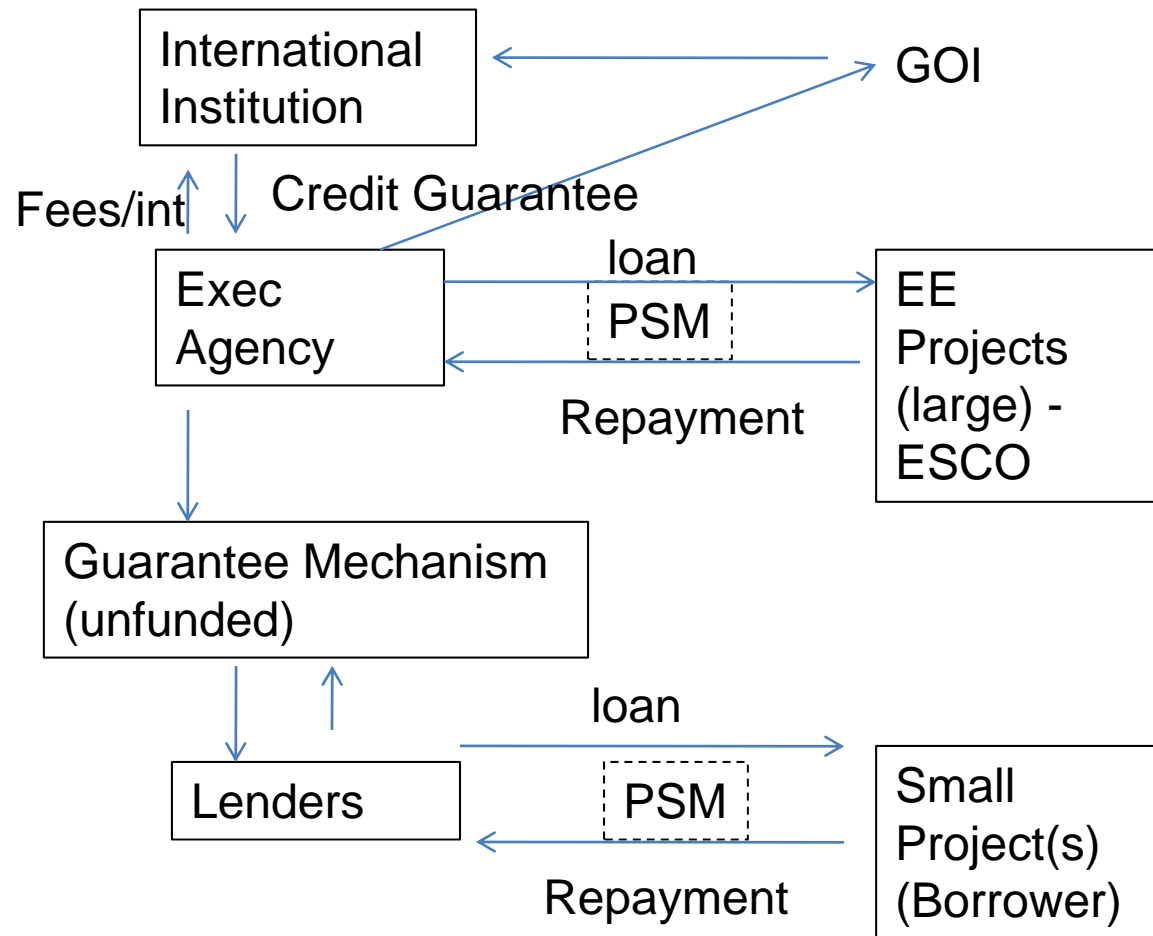 International
Institution
GOI
Fees/int
Credit Guarantee
Exec
Agency
loan
PSM
Repayment
EE
Projects
(large) -
ESCO
Guarantee Mechanism
(unfunded)
loan
Lenders
PSM
Repayment
Small
Project(s)
(Borrower)